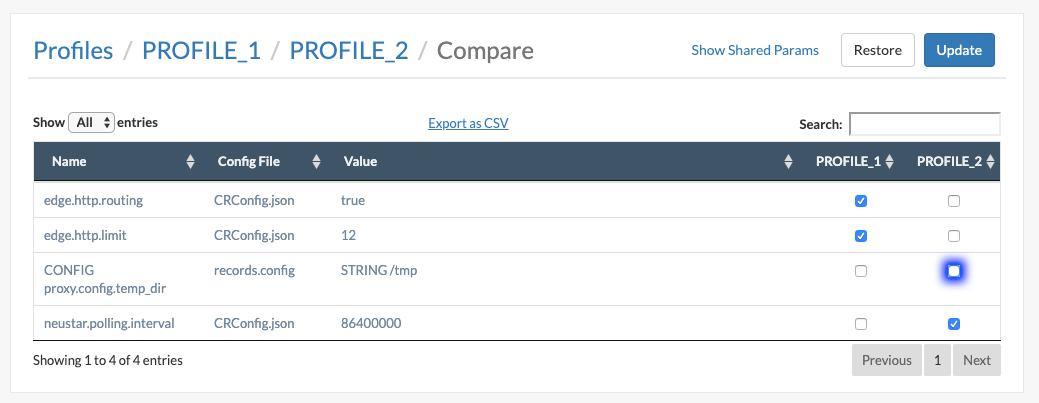 Profiles / PROFILE_1 / PROFILE_2 / Compare Show Shared Params Restore Update
Show All entries Export as CSV Search:
Name Config File Value PROFILE_1 PROFILE_2
edge.http.routing CRConfig.json true
edge.http.limit CRConfig.json 12
CONFIG records.config STRING /tmp
proxy.config.temp_dir
neustar.polling.interval CRConfig.json 86400000
Showing 1 to 4 of 4 entries Previous 1 Next